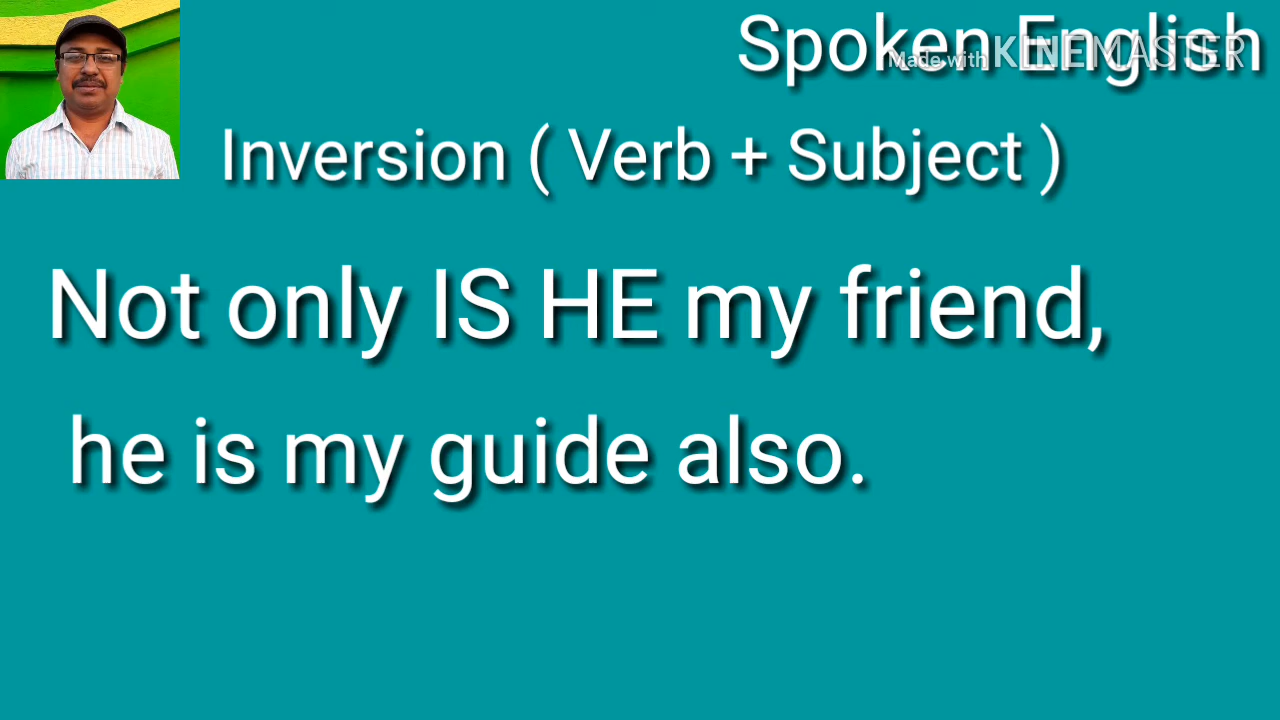 Spoken English
Made with KINEMASTER
Inversion ( Verb + Subject )
Not only IS HE my friend,
he is my guide also.